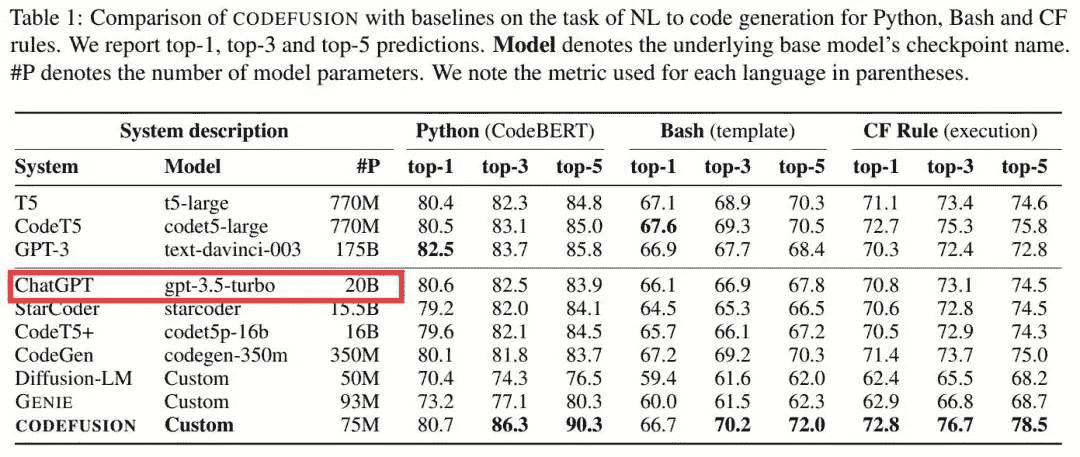 Table 1: Comparison of CODEFUSION with baselines on the task of NL to code generation for Python, Bash and CF
rules. We report top-1, top-3 and top-5 predictions. Model denotes the underlying base model's checkpoint name.
#P denotes the number of model parameters. We note the metric used for each language in parentheses.
System description Python (CodeBERT) Bash (template) CF Rule (execution)
System Model #P top-1 top-3 top-5 top-1 top-3 top-5 top-1 top-3 top-5
T5 t5-large 770M 80.4 82.3 84.8 67.1 68.9 70.3 71.1 73.4 74.6
CodeT5 codet5-large 770M 80.5 83.1 85.0 67.6 69.3 70.5 72.7 75.3 75.8
GPT-3 text-davinci-003 175B 82.5 83.7 85.8 66.9 67.7 68.4 70.3 72.4 72.8
ChatGPT gpt-3.5-turbo 20B 80.6 82.5 83.9 66.1 66.9 67.8 70.8 73.1 74.5
StarCoder starcoder 15.5B 79.2 82.0 84.1 64.5 65.3 66.5 70.6 72.8 74.5
CodeT5+ codet5p-16b 16B 79.6 82.1 84.5 65.7 66.1 67.2 70.5 72.9 74.3
CodeGen codegen-350m 350M 80.1 81.8 83.7 67.2 69.2 70.3 71.4 73.7 75.0
Diffusion-LM Custom 50M 70.4 74.3 76.5 59.4 61.6 62.0 62.4 65.5 68.2
GENIE Custom 93M 73.2 77.1 80.3 60.0 61.5 62.3 62.9 66.8 68.7
CODEFUSION Custom 75M 80.7 86.3 90.3 66.7 70.2 72.0 72.8 76.7 78.5